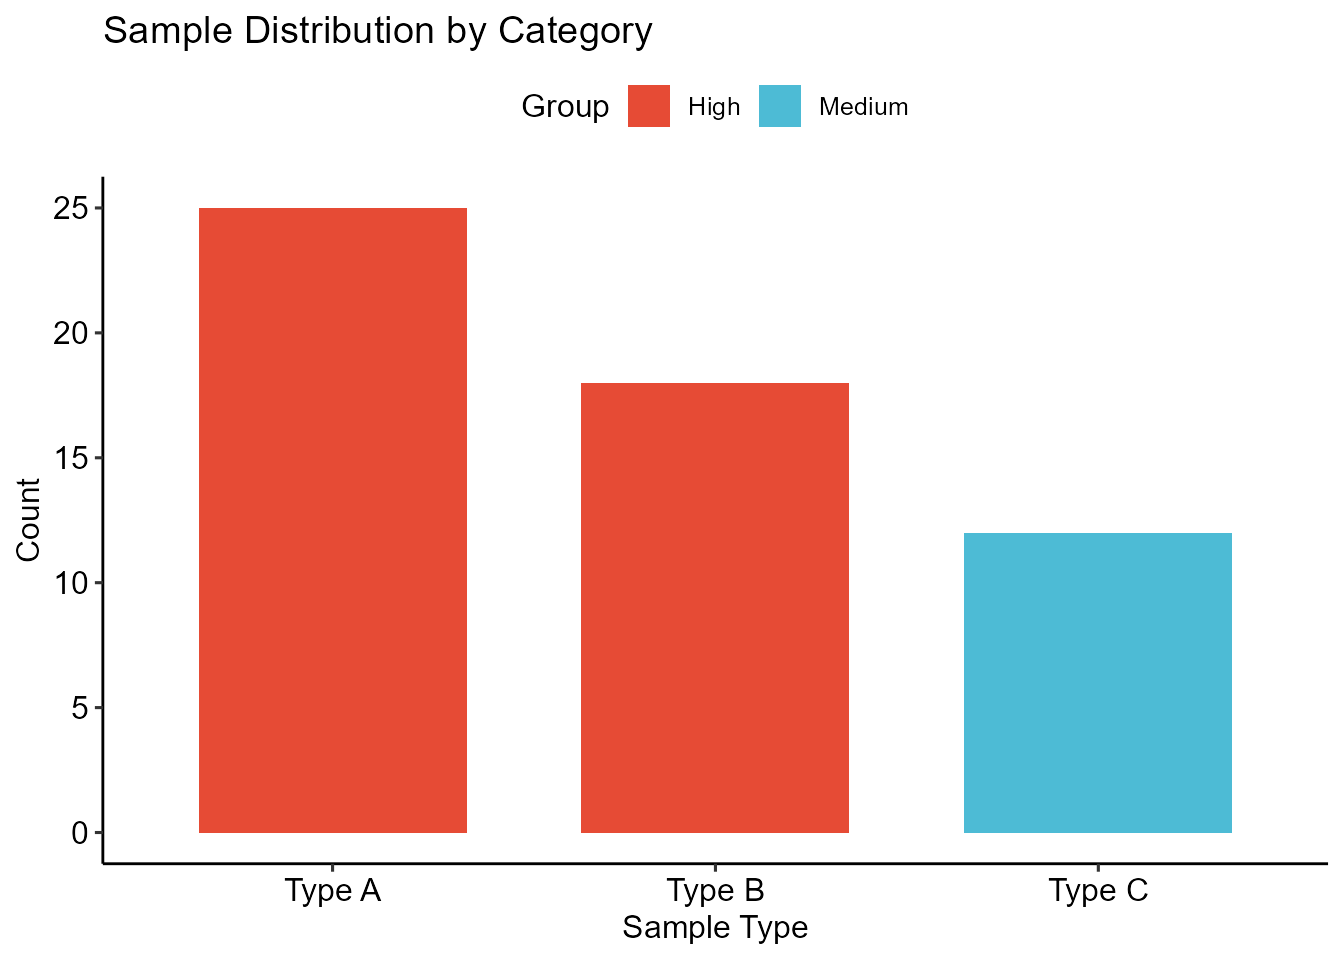 Sample Distribution by Category
Group High Medium
25
20
15
10
5
0
Count
Type A Type B Type C
Sample Type